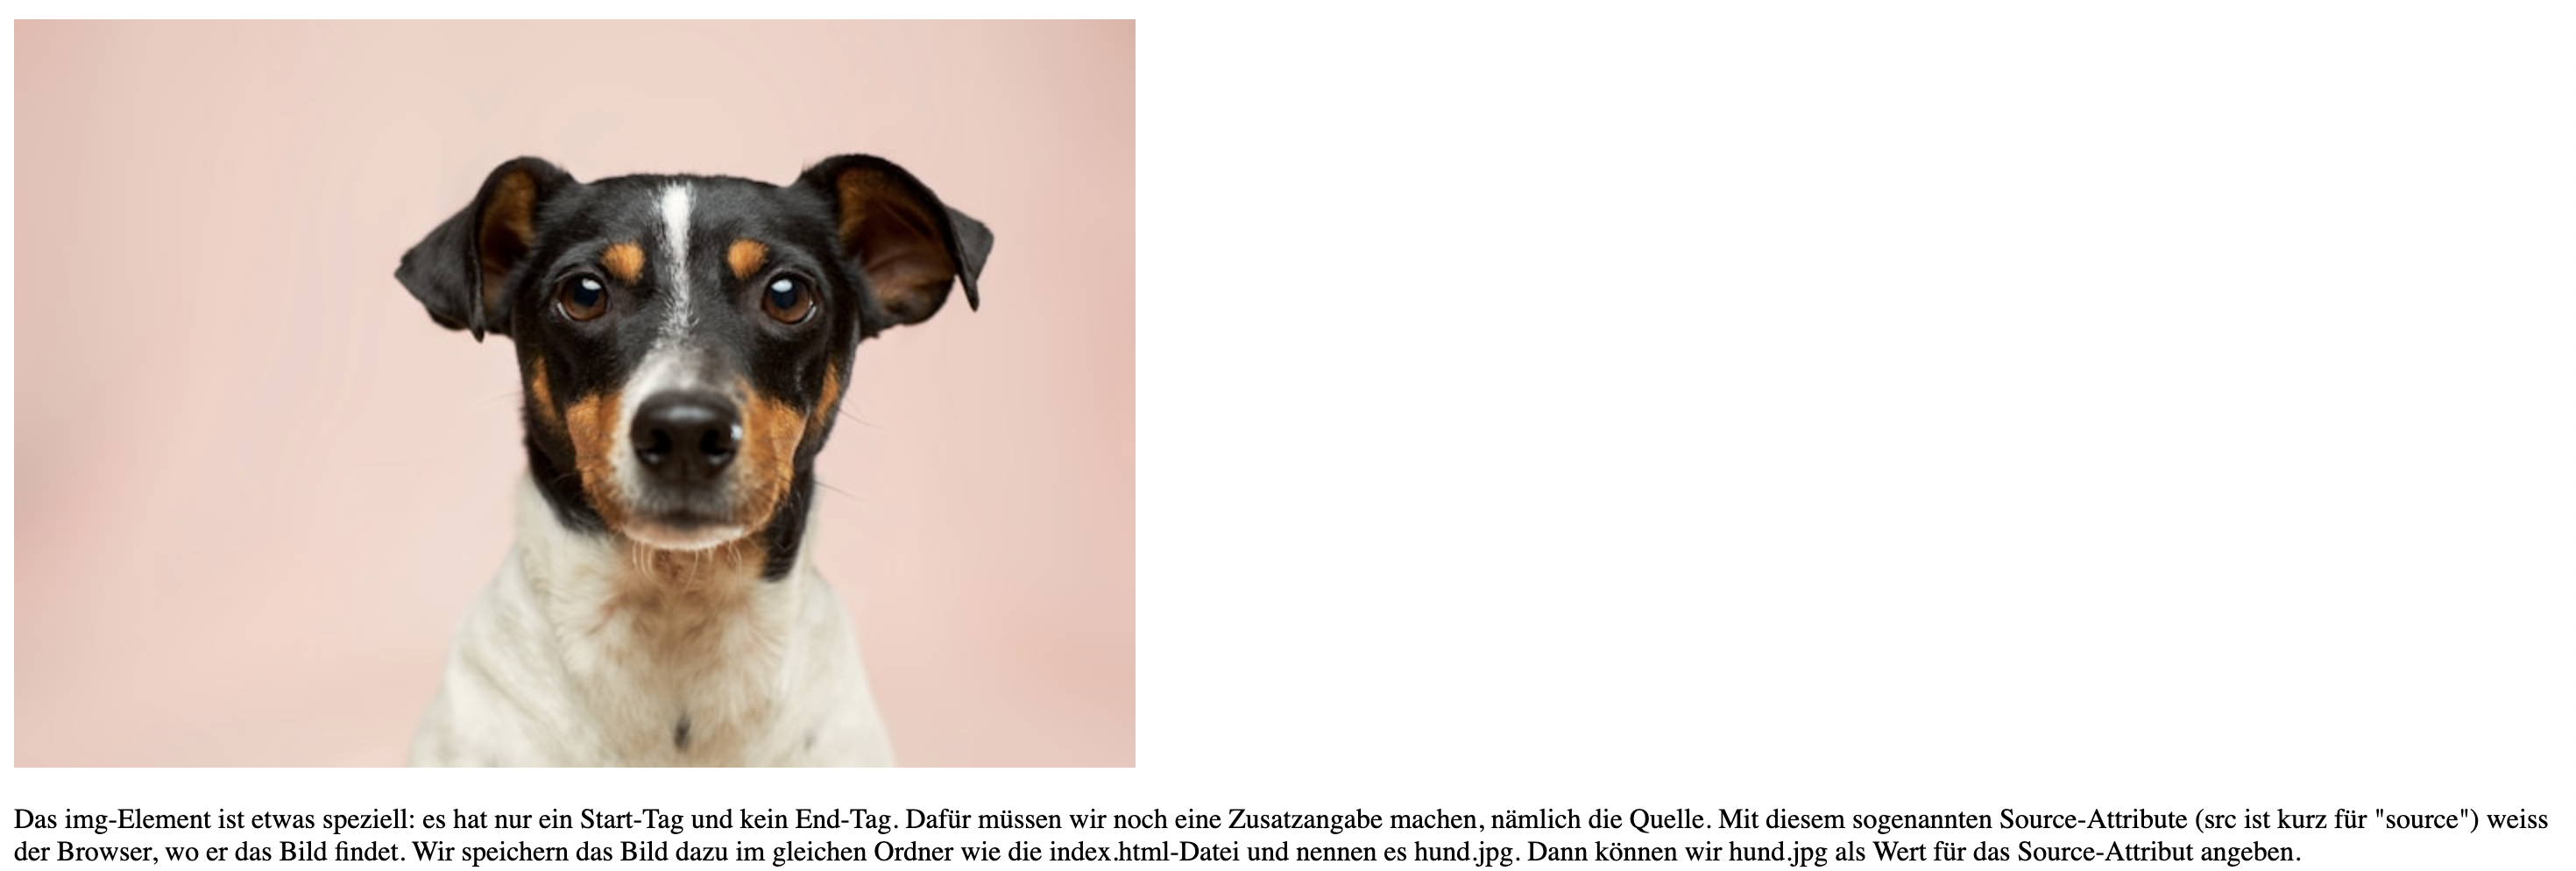 Das img-Element ist etwas speziell: es hat nur ein Start-Tag und kein End-Tag. Dafür müssen wir noch eine Zusatzangabe machen, nämlich die Quelle. Mit diesem sogenannten Source-Attribute (src ist kurz für "source") weiss
der Browser, wo er das Bild findet. Wir speichern das Bild dazu im gleichen Ordner wie die index.html-Datei und nennen es hund.jpg. Dann können wir hund.jpg als Wert für das Source-Attribut angeben.